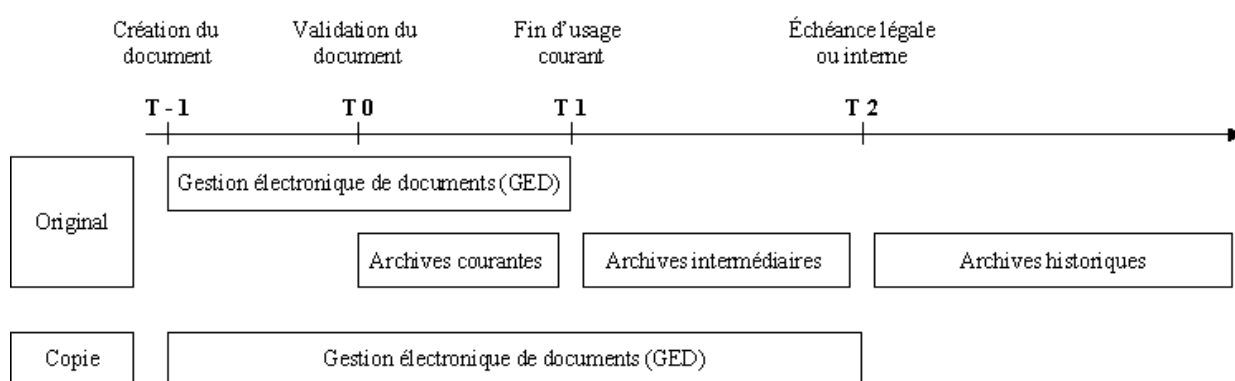 Création du
document
Validation du
document
Fin d'usage
courant
Échéance légale
ou interne
T - 1
T 0
T 1
T 2
Original
Gestion électronique de documents (GED)
Archives courantes
Archives intermédiaires
Archives historiques
Copie
Gestion électronique de documents (GED)